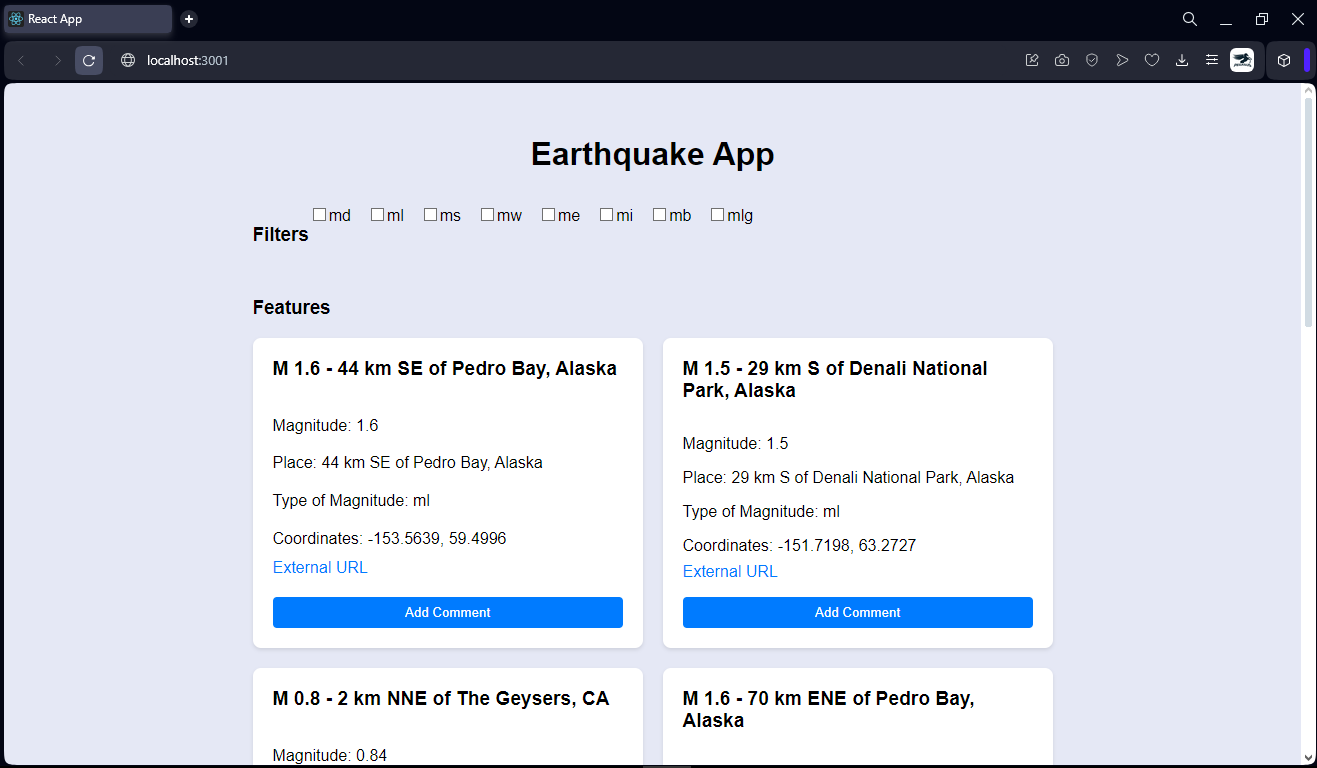 React App
localhost:3001
Earthquake App
md ml ms mw me mi mb mlg
Filters
Features
M 1.6 - 44 km SE of Pedro Bay, Alaska
Magnitude: 1.6
Place: 44 km SE of Pedro Bay, Alaska
Type of Magnitude: ml
Coordinates: -153.5639, 59.4996
External URL
Add Comment
M 1.5 - 29 km S of Denali National
Park, Alaska
Magnitude: 1.5
Place: 29 km S of Denali National Park, Alaska
Type of Magnitude: ml
Coordinates: -151.7198, 63.2727
External URL
Add Comment
M 0.8 - 2 km NNE of The Geysers, CA
Magnitude: 0.84
M 1.6 - 70 km ENE of Pedro Bay,
Alaska